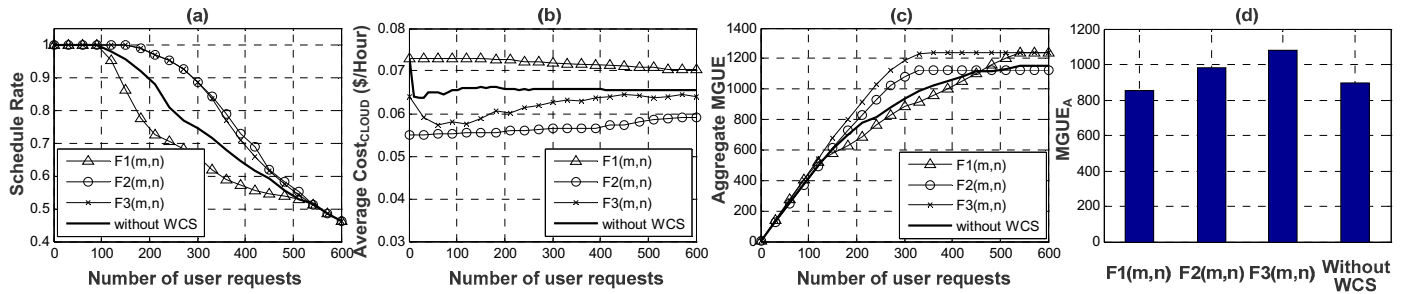 (a)
Schedule Rate
1
0.9
0.8
0.7
0.6
0.5
0.4
0
100
200
300
400
500
600
F1(m,n)
F2(m,n)
F3(m,n)
without WCS
Number of user requests
(b)
Average Cost_CLOUD ($/Hour)
0.08
0.07
0.06
0.05
0.04
0.03
0
100
200
300
400
500
600
F1(m,n)
F2(m,n)
F3(m,n)
without WCS
Number of user requests
(c)
Aggregate MGUE
1400
1200
1000
800
600
400
200
0
0
100
200
300
400
500
600
F1(m,n)
F2(m,n)
F3(m,n)
without WCS
Number of user requests
(d)
MGUE_A
1200
1000
800
600
400
200
0
F1(m,n)
F2(m,n)
F3(m,n)
Without
WCS